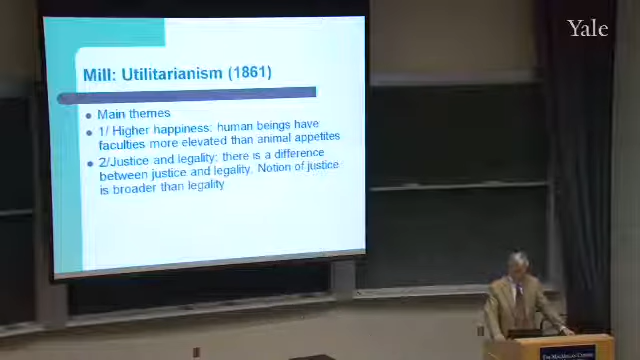 Yale
Mill: Utilitarianism (1861)
Main themes
1/ Higher happiness: human beings have
faculties more elevated than animal appetites
2/Justice and legality: there is a difference
between justice and legality. Notion of justice
is broader than legality